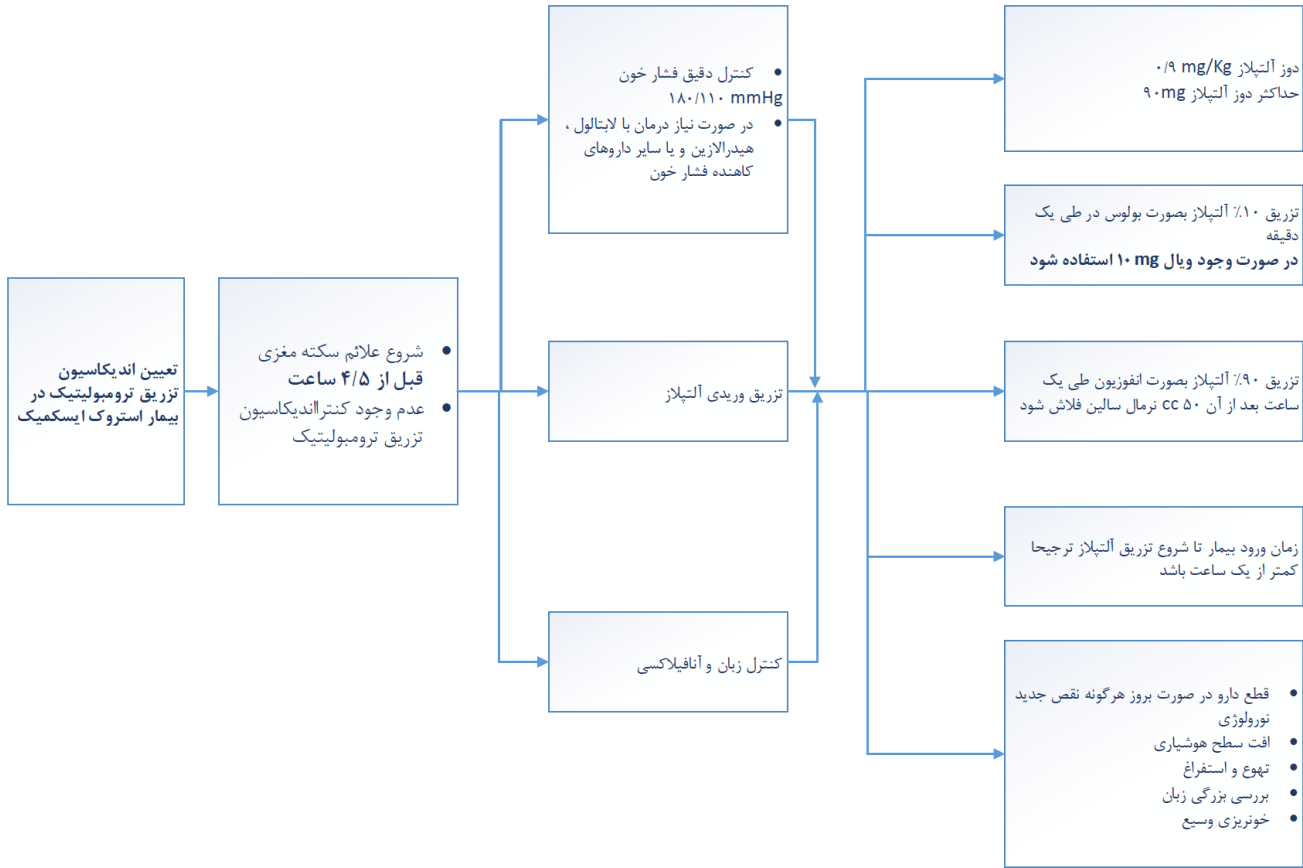 تعیین اندیکاسیون
تزریق ترومبولیتیک در
بیمار استروک ایسکمیک
شروع علائم سکته مغزی
قبل از ۴/۵ ساعت
عدم وجود کنترااندیکاسیون
تزریق ترومبولیتیک
کنترل دقیق فشار خون
۱۸۰/۱۱۰ mmHg
در صورت نیاز درمان با لابتالول ،
هیدرالازین و یا سایر داروهای
کاهنده فشار خون
تزریق وریدی آلتپلاز
کنترل زبان و آنافیلاکسی
دوز آلتپلاز ۰/۹ mg/Kg
حداکثر دوز آلتپلاز ۹۰mg
تزریق ۱۰٪ آلتپلاز بصورت بولوس در طی یک
دقیقه
در صورت وجود ویال ۱۰ mg استفاده شود
تزریق ۹۰٪ آلتپلاز بصورت انفوزیون طی یک
ساعت بعد از آن ۵۰ cc نرمال سالین فلاش شود
زمان ورود بیمار تا شروع تزریق آلتپلاز ترجیحا
کمتر از یک ساعت باشد
قطع دارو در صورت بروز هرگونه نقص جدید
نورولوژی
افت سطح هوشیاری
تهوع و استفراغ
بررسی بزرگی زبان
خونریزی وسیع